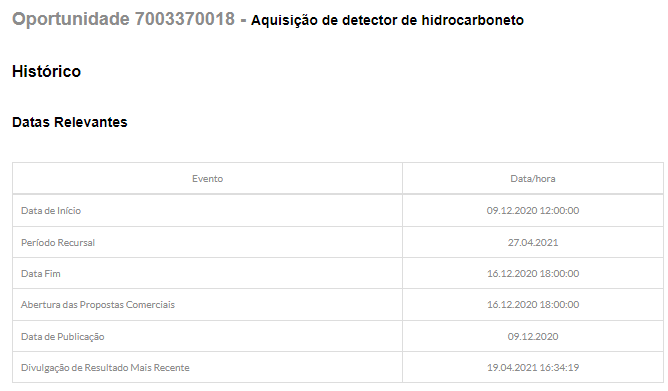 Oportunidade 7003370018 - Aquisição de detector de hidrocarboneto
Histórico
Datas Relevantes
Evento Data/hora
Data de Início 09.12.2020 12:00:00
Período Recursal 27.04.2021
Data Fim 16.12.2020 18:00:00
Abertura das Propostas Comerciais 16.12.2020 18:00:00
Data de Publicação 09.12.2020
Divulgação de Resultado Mais Recente 19.04.2021 16:34:19